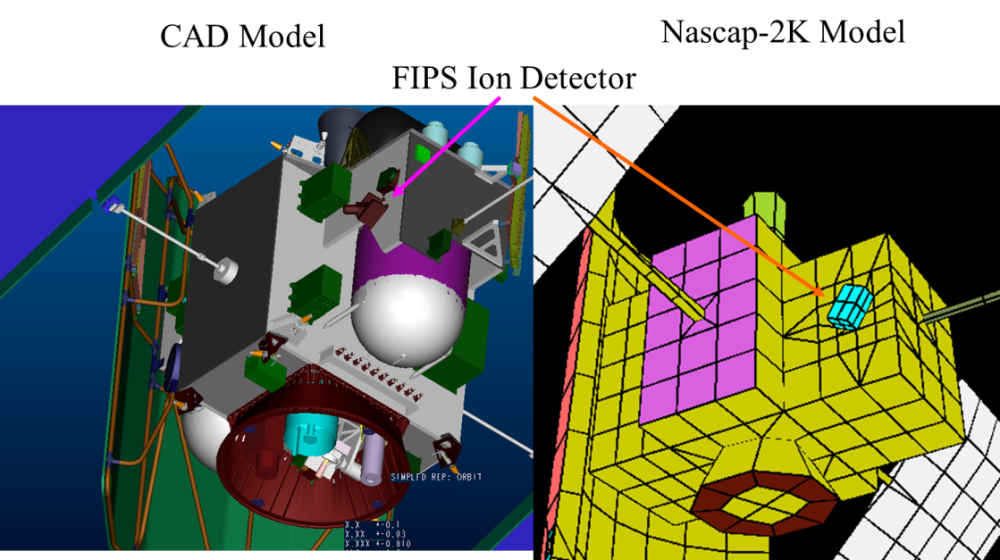 CAD Model
Nascap-2K Model
FIPS Ion Detector
SIMPLFD REP: ORBIT
X.X +-0.1
X.XX +-0.03
X.XXX +-0.010